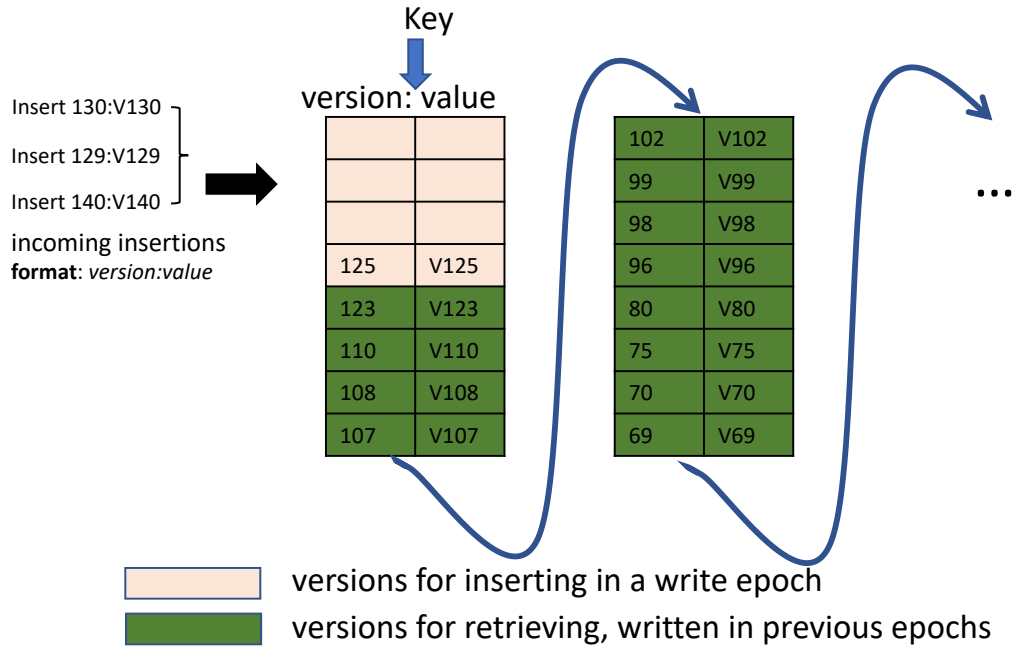 Key
version: value
Insert 130:V130
Insert 129:V129
Insert 140:V140
incoming insertions
format: version:value
125 V125
123 V123
110 V110
108 V108
107 V107
102 V102
99 V99
98 V98
96 V96
80 V80
75 V75
70 V70
69 V69
...
versions for inserting in a write epoch
versions for retrieving, written in previous epochs